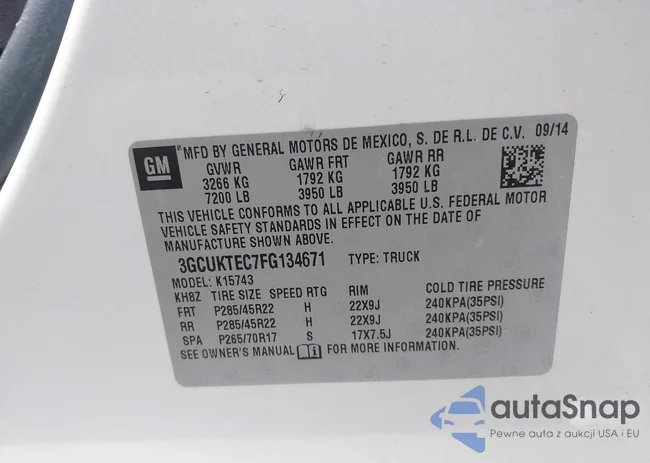 GM
*MFD BY GENERAL MOTORS DE MEXICO, S. DE R.L. DE C.V. 09/14
GVWR GAWR FRT GAWR RR
3266 KG 1792 KG 1792 KG
7200 LB 3950 LB 3950 LB
THIS VEHICLE CONFORMS TO ALL APPLICABLE U.S. FEDERAL MOTOR
VEHICLE SAFETY STANDARDS IN EFFECT ON THE DATE OF
MANUFACTURE SHOWN ABOVE.
3GCUKTEC7FG134671 TYPE: TRUCK
MODEL: K15743
KH8Z TIRE SIZE SPEED RTG RIM COLD TIRE PRESSURE
FRT P285/45R22 H 22X9J 240KPA(35PSI)
RR P285/45R22 H 22X9J 240KPA(35PSI)
SPA P265/70R17 S 17X7.5J 240KPA(35PSI)
SEE OWNER'S MANUAL FOR MORE INFORMATION.
autoSnap
Pewne auta z aukcji USA i EU